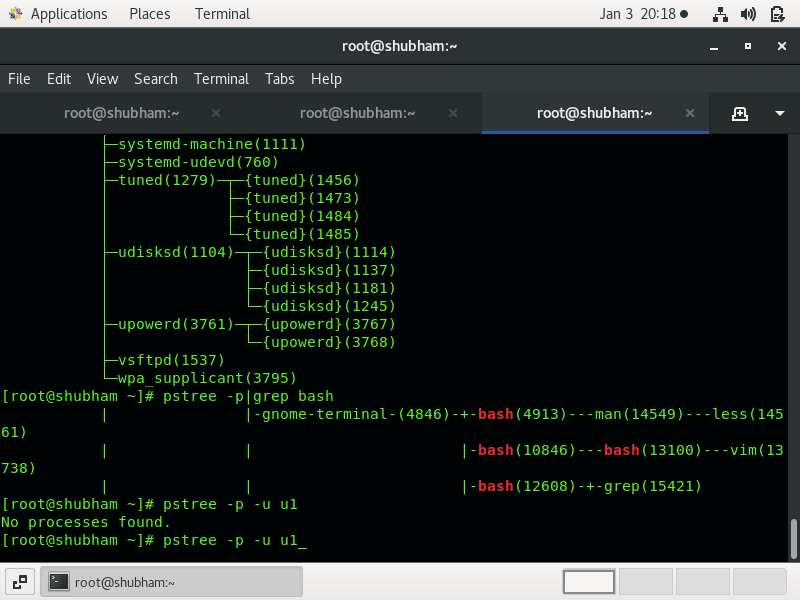 Applications Places Terminal Jan 3 20:18
root@shubham:~
File Edit View Search Terminal Tabs Help
root@shubham:~ root@shubham:~ root@shubham:~
├─systemd-machine(1111)
├─systemd-udevd(760)
├─tuned(1279)─┬─{tuned}(1456)
│ ├─{tuned}(1473)
│ ├─{tuned}(1484)
│ └─{tuned}(1485)
├─udisksd(1104)─┬─{udisksd}(1114)
│ ├─{udisksd}(1137)
│ ├─{udisksd}(1181)
│ └─{udisksd}(1245)
├─upowerd(3761)─┬─{upowerd}(3767)
│ └─{upowerd}(3768)
├─vsftpd(1537)
└─wpa_supplicant(3795)
[root@shubham ~]# pstree -p|grep bash
| |-gnome-terminal-(4846)-+-bash(4913)---man(14549)---less(145
61)
| | |-bash(10846)---bash(13100)---vim(13
738)
| | |-bash(12608)-+-grep(15421)
[root@shubham ~]# pstree -p -u u1
No processes found.
[root@shubham ~]# pstree -p -u u1_
root@shubham:~